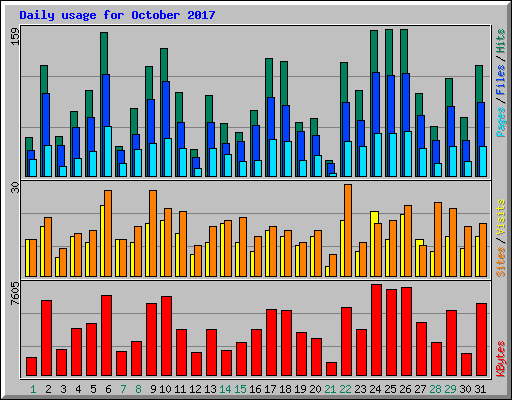 Daily usage for October 2017
159
Pages / Files / Hits
30
Sites / Visits
7605
KBytes
1 2 3 4 5 6 7 8 9 10 11 12 13 14 15 16 17 18 19 20 21 22 23 24 25 26 27 28 29 30 31